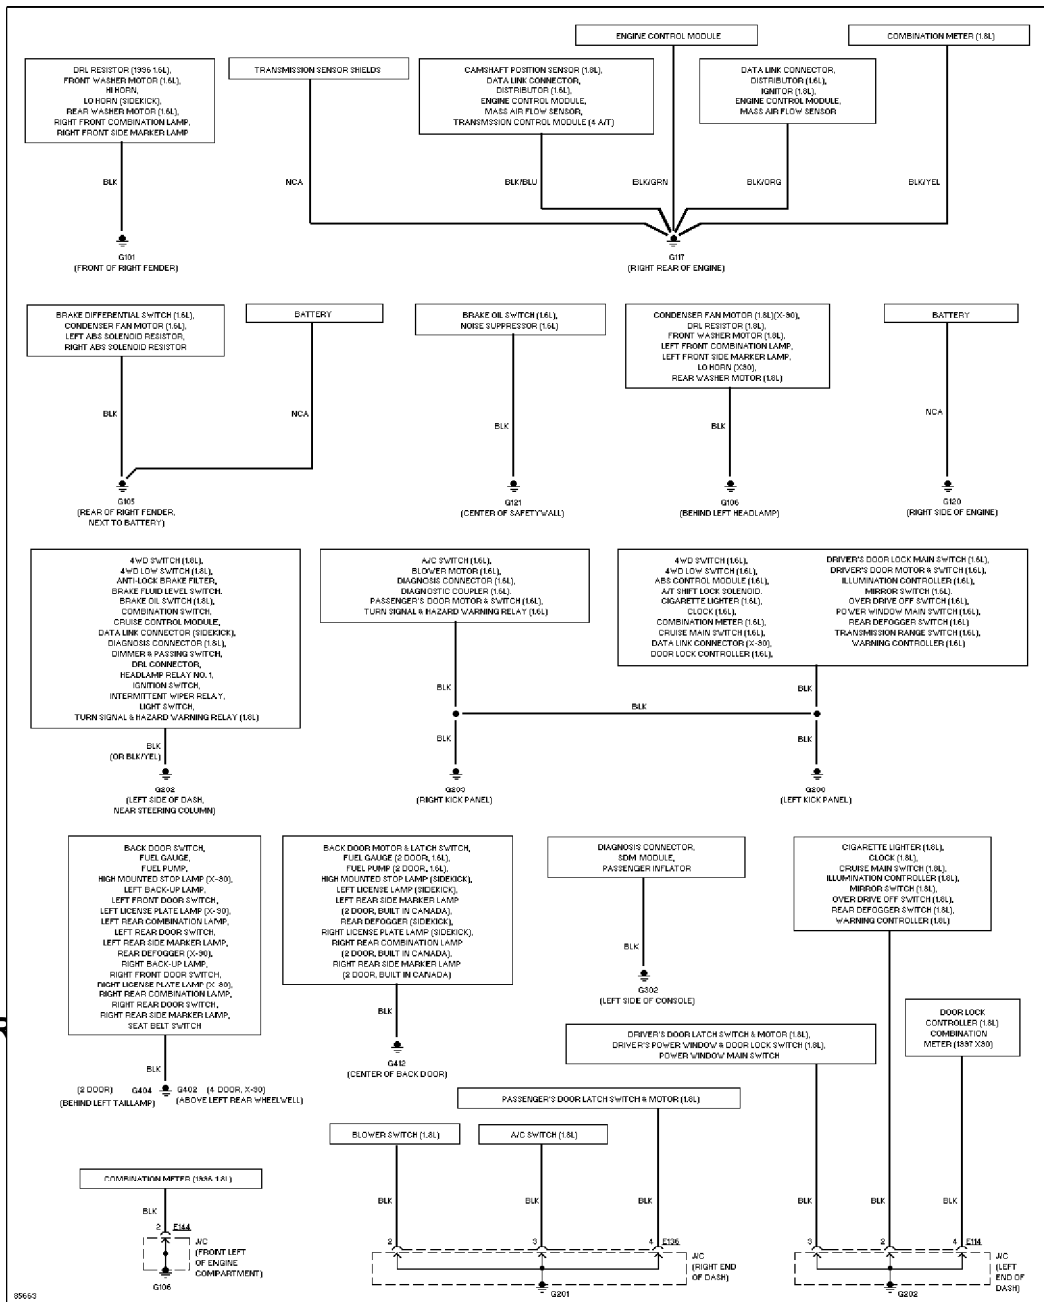 ENGINE CONTROL MODULE
COMBINATION METER (1.8L)
DRL RESISTOR (1996 1.6L),
FRONT WASHER MOTOR (1.6L),
HI HORN,
LO HORN (SIDEKICK),
REAR WASHER MOTOR (1.6L),
RIGHT FRONT COMBINATION LAMP,
RIGHT FRONT SIDE MARKER LAMP
TRANSMISSION SENSOR SHIELDS
CAMSHAFT POSITION SENSOR (1.8L),
DATA LINK CONNECTOR,
DISTRIBUTOR (1.6L),
ENGINE CONTROL MODULE,
MASS AIR FLOW SENSOR,
TRANSMISSION CONTROL MODULE (4 A/T)
DATA LINK CONNECTOR,
DISTRIBUTOR (1.6L),
IGNITOR (1.8L),
ENGINE CONTROL MODULE,
MASS AIR FLOW SENSOR
BLK
NCA
BLK/BLU
BLK/GRN
BLK/ORG
BLK/YEL
G101
(FRONT OF RIGHT FENDER)
G117
(RIGHT REAR OF ENGINE)
BRAKE DIFFERENTIAL SWITCH (1.6L),
CONDENSER FAN MOTOR (1.6L),
LEFT ABS SOLENOID RESISTOR,
RIGHT ABS SOLENOID RESISTOR
BATTERY
BRAKE OIL SWITCH (1.6L),
NOISE SUPPRESSOR (1.6L)
CONDENSER FAN MOTOR (1.8L)(X-90),
DRL RESISTOR (1.8L),
FRONT WASHER MOTOR (1.8L),
LEFT FRONT COMBINATION LAMP,
LEFT FRONT SIDE MARKER LAMP,
LO HORN (X90),
REAR WASHER MOTOR (1.8L)
BATTERY
BLK
NCA
BLK
BLK
NCA
G105
(REAR OF RIGHT FENDER,
NEXT TO BATTERY)
G121
(CENTER OF SAFETYWALL)
G106
(BEHIND LEFT HEADLAMP)
G120
(RIGHT SIDE OF ENGINE)
4WD SWITCH (1.8L),
4WD LOW SWITCH (1.8L),
ANTI-LOCK BRAKE FILTER,
BRAKE FLUID LEVEL SWITCH,
BRAKE OIL SWITCH (1.8L),
COMBINATION SWITCH,
CRUISE CONTROL MODULE,
DATA LINK CONNECTOR (SIDEKICK),
DIAGNOSIS CONNECTOR (1.8L),
DIMMER & PASSING SWITCH,
DRL CONNECTOR,
HEADLAMP RELAY NO. 1,
IGNITION SWITCH,
INTERMITTENT WIPER RELAY,
LIGHT SWITCH,
TURN SIGNAL & HAZARD WARNING RELAY (1.8L)
A/C SWITCH (1.6L),
BLOWER MOTOR (1.6L),
DIAGNOSIS CONNECTOR (1.6L),
DIAGNOSTIC COUPLER (1.6L),
PASSENGER'S DOOR MOTOR & SWITCH (1.6L),
TURN SIGNAL & HAZARD WARNING RELAY (1.6L)
4WD SWITCH (1.6L),
4WD LOW SWITCH (1.6L),
ABS CONTROL MODULE (1.6L),
A/T SHIFT LOCK SOLENOID,
CIGARETTE LIGHTER (1.6L),
CLOCK (1.6L),
COMBINATION METER (1.6L),
CRUISE MAIN SWITCH (1.6L),
DATA LINK CONNECTOR (X-90),
DOOR LOCK CONTROLLER (1.6L),
DRIVER'S DOOR LOCK MAIN SWITCH (1.6L),
DRIVER'S DOOR MOTOR & SWITCH (1.6L),
ILLUMINATION CONTROLLER (1.6L),
MIRROR SWITCH (1.6L),
OVER DRIVE OFF SWITCH (1.6L),
POWER WINDOW MAIN SWITCH (1.6L),
REAR DEFOGGER SWITCH (1.6L),
TRANSMISSION RANGE SWITCH (1.6L),
WARNING CONTROLLER (1.6L)
BLK
BLK
BLK
BLK
(OR BLK/YEL)
BLK
BLK
G202
(LEFT SIDE OF DASH,
NEAR STEERING COLUMN)
G203
(RIGHT KICK PANEL)
G200
(LEFT KICK PANEL)
BACK DOOR SWITCH,
FUEL GAUGE,
FUEL PUMP,
HIGH MOUNTED STOP LAMP (X-90),
LEFT BACK-UP LAMP,
LEFT FRONT DOOR SWITCH,
LEFT LICENSE PLATE LAMP (X-90),
LEFT REAR COMBINATION LAMP,
LEFT REAR DOOR SWITCH,
LEFT REAR SIDE MARKER LAMP,
REAR DEFOGGER (X-90),
RIGHT BACK-UP LAMP,
RIGHT FRONT DOOR SWITCH,
RIGHT LICENSE PLATE LAMP (X-90),
RIGHT REAR COMBINATION LAMP,
RIGHT REAR DOOR SWITCH,
RIGHT REAR SIDE MARKER LAMP,
SEAT BELT SWITCH
BACK DOOR MOTOR & LATCH SWITCH,
FUEL GAUGE (2 DOOR, 1.6L),
FUEL PUMP (2 DOOR, 1.6L),
HIGH MOUNTED STOP LAMP (SIDEKICK),
LEFT LICENSE LAMP (SIDEKICK),
LEFT REAR SIDE MARKER LAMP
(2 DOOR, BUILT IN CANADA),
REAR DEFOGGER (SIDEKICK),
RIGHT LICENSE PLATE LAMP (SIDEKICK),
RIGHT REAR COMBINATION LAMP
(2 DOOR, BUILT IN CANADA),
RIGHT REAR SIDE MARKER LAMP
(2 DOOR, BUILT IN CANADA)
DIAGNOSIS CONNECTOR,
SDM MODULE,
PASSENGER INFLATOR
CIGARETTE LIGHTER (1.8L),
CLOCK (1.8L),
CRUISE MAIN SWITCH (1.8L),
ILLUMINATION CONTROLLER (1.8L),
MIRROR SWITCH (1.8L),
OVER DRIVE OFF SWITCH (1.8L),
REAR DEFOGGER SWITCH (1.8L),
WARNING CONTROLLER (1.8L)
BLK
G302
(LEFT SIDE OF CONSOLE)
BLK
G412
(CENTER OF BACK DOOR)
DRIVER'S DOOR LATCH SWITCH & MOTOR (1.8L),
DRIVER'S POWER WINDOW & DOOR LOCK SWITCH (1.8L),
POWER WINDOW MAIN SWITCH
DOOR LOCK
CONTROLLER (1.8L)
COMBINATION
METER (1997 X90)
BLK
(2 DOOR) G404 G402 (4 DOOR, X-90)
(BEHIND LEFT TAILLAMP) (ABOVE LEFT REAR WHEELWELL)
PASSENGER'S DOOR LATCH SWITCH & MOTOR (1.8L)
BLOWER SWITCH (1.8L)
A/C SWITCH (1.8L)
COMBINATION METER (1996 1.8L)
BLK
BLK
BLK
BLK
BLK
BLK
BLK
2 E144
J/C
(FRONT LEFT
OF ENGINE
COMPARTMENT)
G106
2 3 4 E136
J/C
(RIGHT END
OF DASH)
G201
3 2 4 E114
J/C
(LEFT
END OF
DASH)
G202
85663